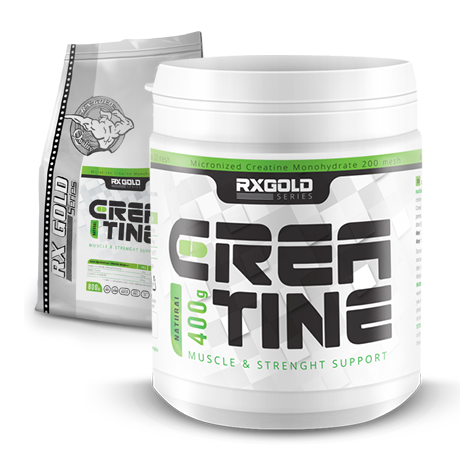 RX GOLD
SERIES
RXGOLD
CREA
TINE
MUSCLE & STRENGHT SUPPORT
Micronized Creatine Monohydrate 200 mesh
RXGOLD
SERIES
CREA
TINE
NATURAL
400g
MUSCLE & STRENGHT SUPPORT